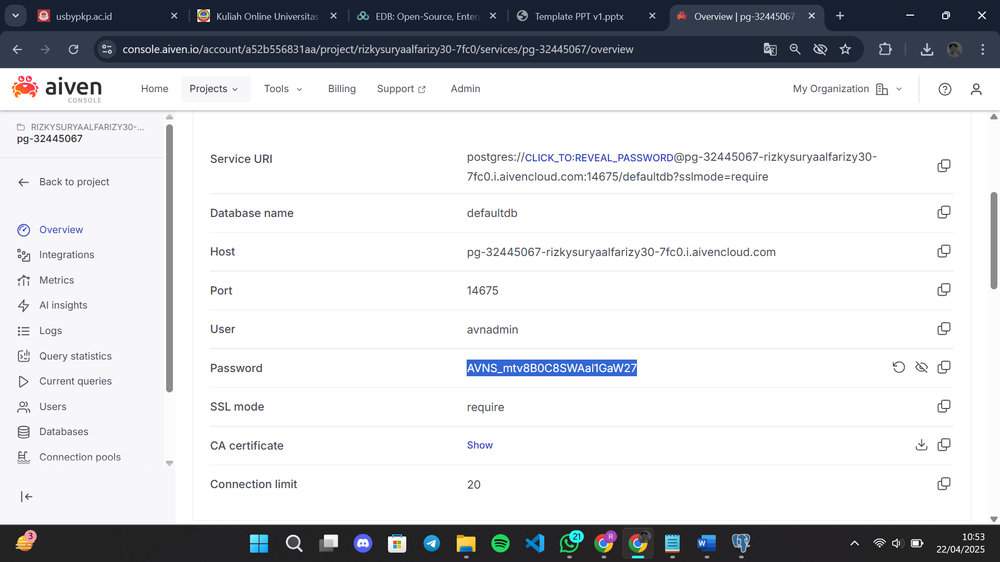 usbypkp.ac.id
Kuliah Online Universitas
EDB: Open-Source, Enter
Template PPT v1.pptx
Overview | pg-32445067
console.aiven.io/account/a52b556831aa/project/rizkysuryaalfarizy30-7fc0/services/pg-32445067/overview
aiven
CONSOLE
Home
Projects
Tools
Billing
Support
Admin
My Organization
RIZKYSURYAALFARIZY30-...
pg-32445067
Back to project
Overview
Integrations
Metrics
AI insights
Logs
Query statistics
Current queries
Users
Databases
Connection pools
Service URI
postgres://CLICK_TO:REVEAL_PASSWORD@pg-32445067-rizkysuryaalfarizy30-
7fc0.i.aivencloud.com:14675/defaultdb?sslmode=require
Database name
defaultdb
Host
pg-32445067-rizkysuryaalfarizy30-7fc0.i.aivencloud.com
Port
14675
User
avnadmin
Password
AVNS_mtv8B0C8SWAal1GaW27
SSL mode
require
CA certificate
Show
Connection limit
20
3
21
R
W
10:53
22/04/2025